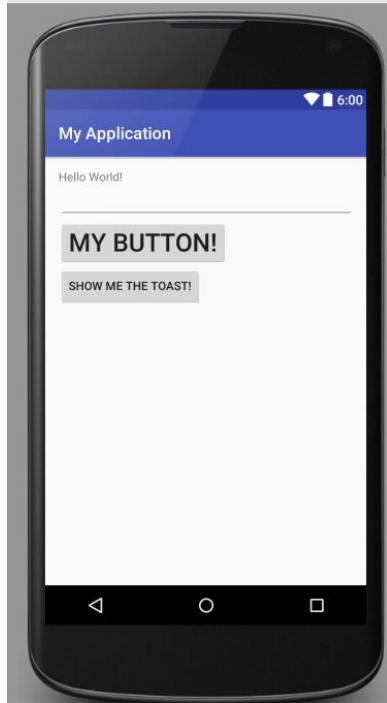 6:00
My Application
Hello World!
MY BUTTON!
SHOW ME THE TOAST!